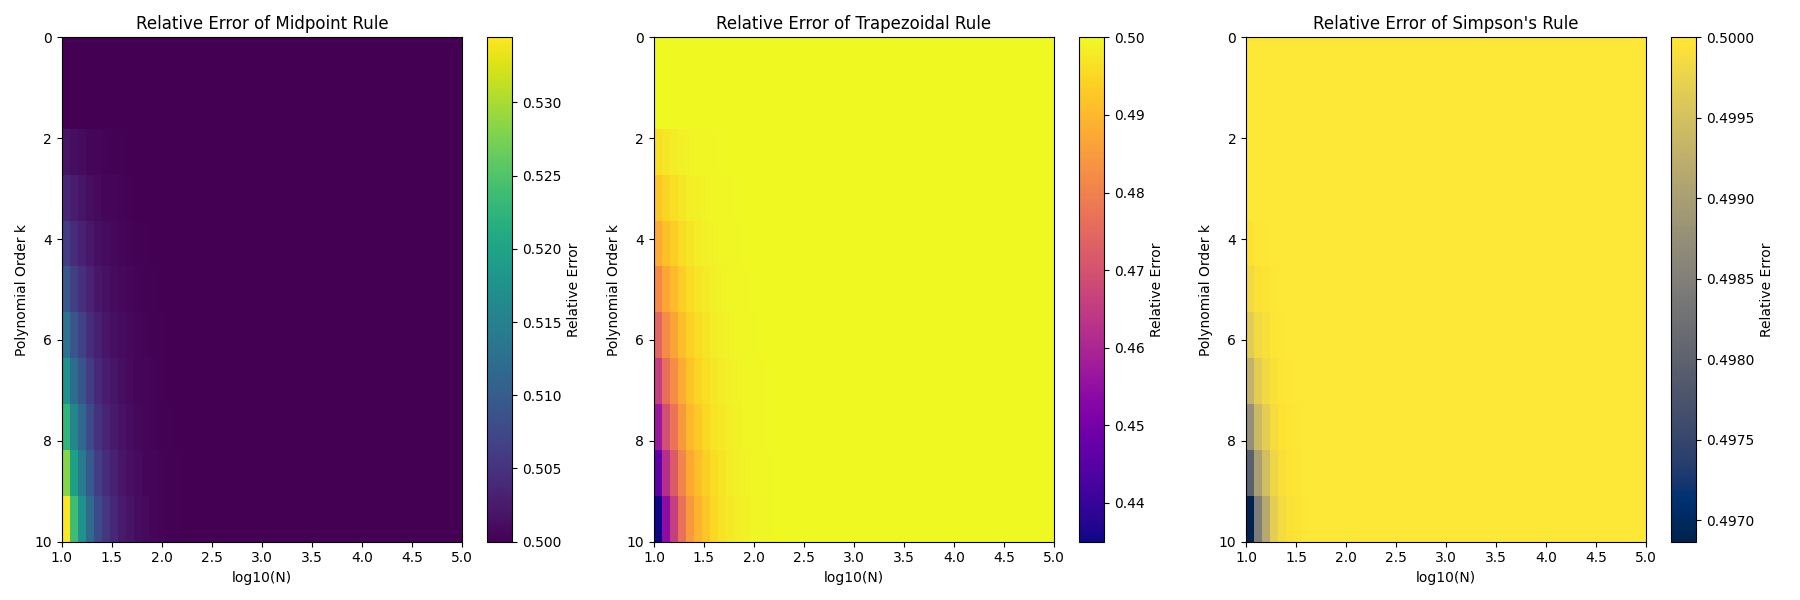 Relative Error of Midpoint Rule
0
2
4
6
8
10
Polynomial Order k
1.0 1.5 2.0 2.5 3.0 3.5 4.0 4.5 5.0
log10(N)
0.530
0.525
0.520
0.515
0.510
0.505
0.500
Relative Error
Relative Error of Trapezoidal Rule
0
2
4
6
8
10
Polynomial Order k
1.0 1.5 2.0 2.5 3.0 3.5 4.0 4.5 5.0
log10(N)
0.50
0.49
0.48
0.47
0.46
0.45
0.44
Relative Error
Relative Error of Simpson's Rule
0
2
4
6
8
10
Polynomial Order k
1.0 1.5 2.0 2.5 3.0 3.5 4.0 4.5 5.0
log10(N)
0.5000
0.4995
0.4990
0.4985
0.4980
0.4975
0.4970
Relative Error